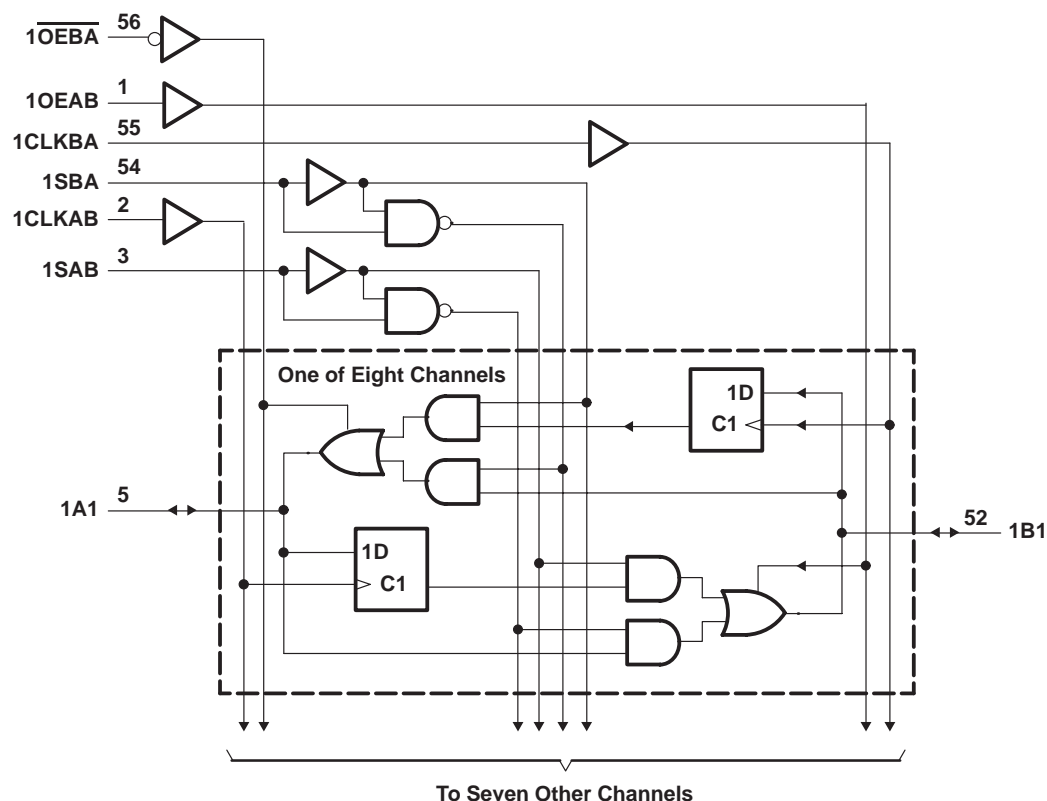 56
1O̅E̅B̅A̅
1
1OEAB
55
1CLKBA
54
1SBA
2
1CLKAB
3
1SAB
One of Eight Channels
1D
C1
5
1A1
52
1B1
1D
C1
To Seven Other Channels